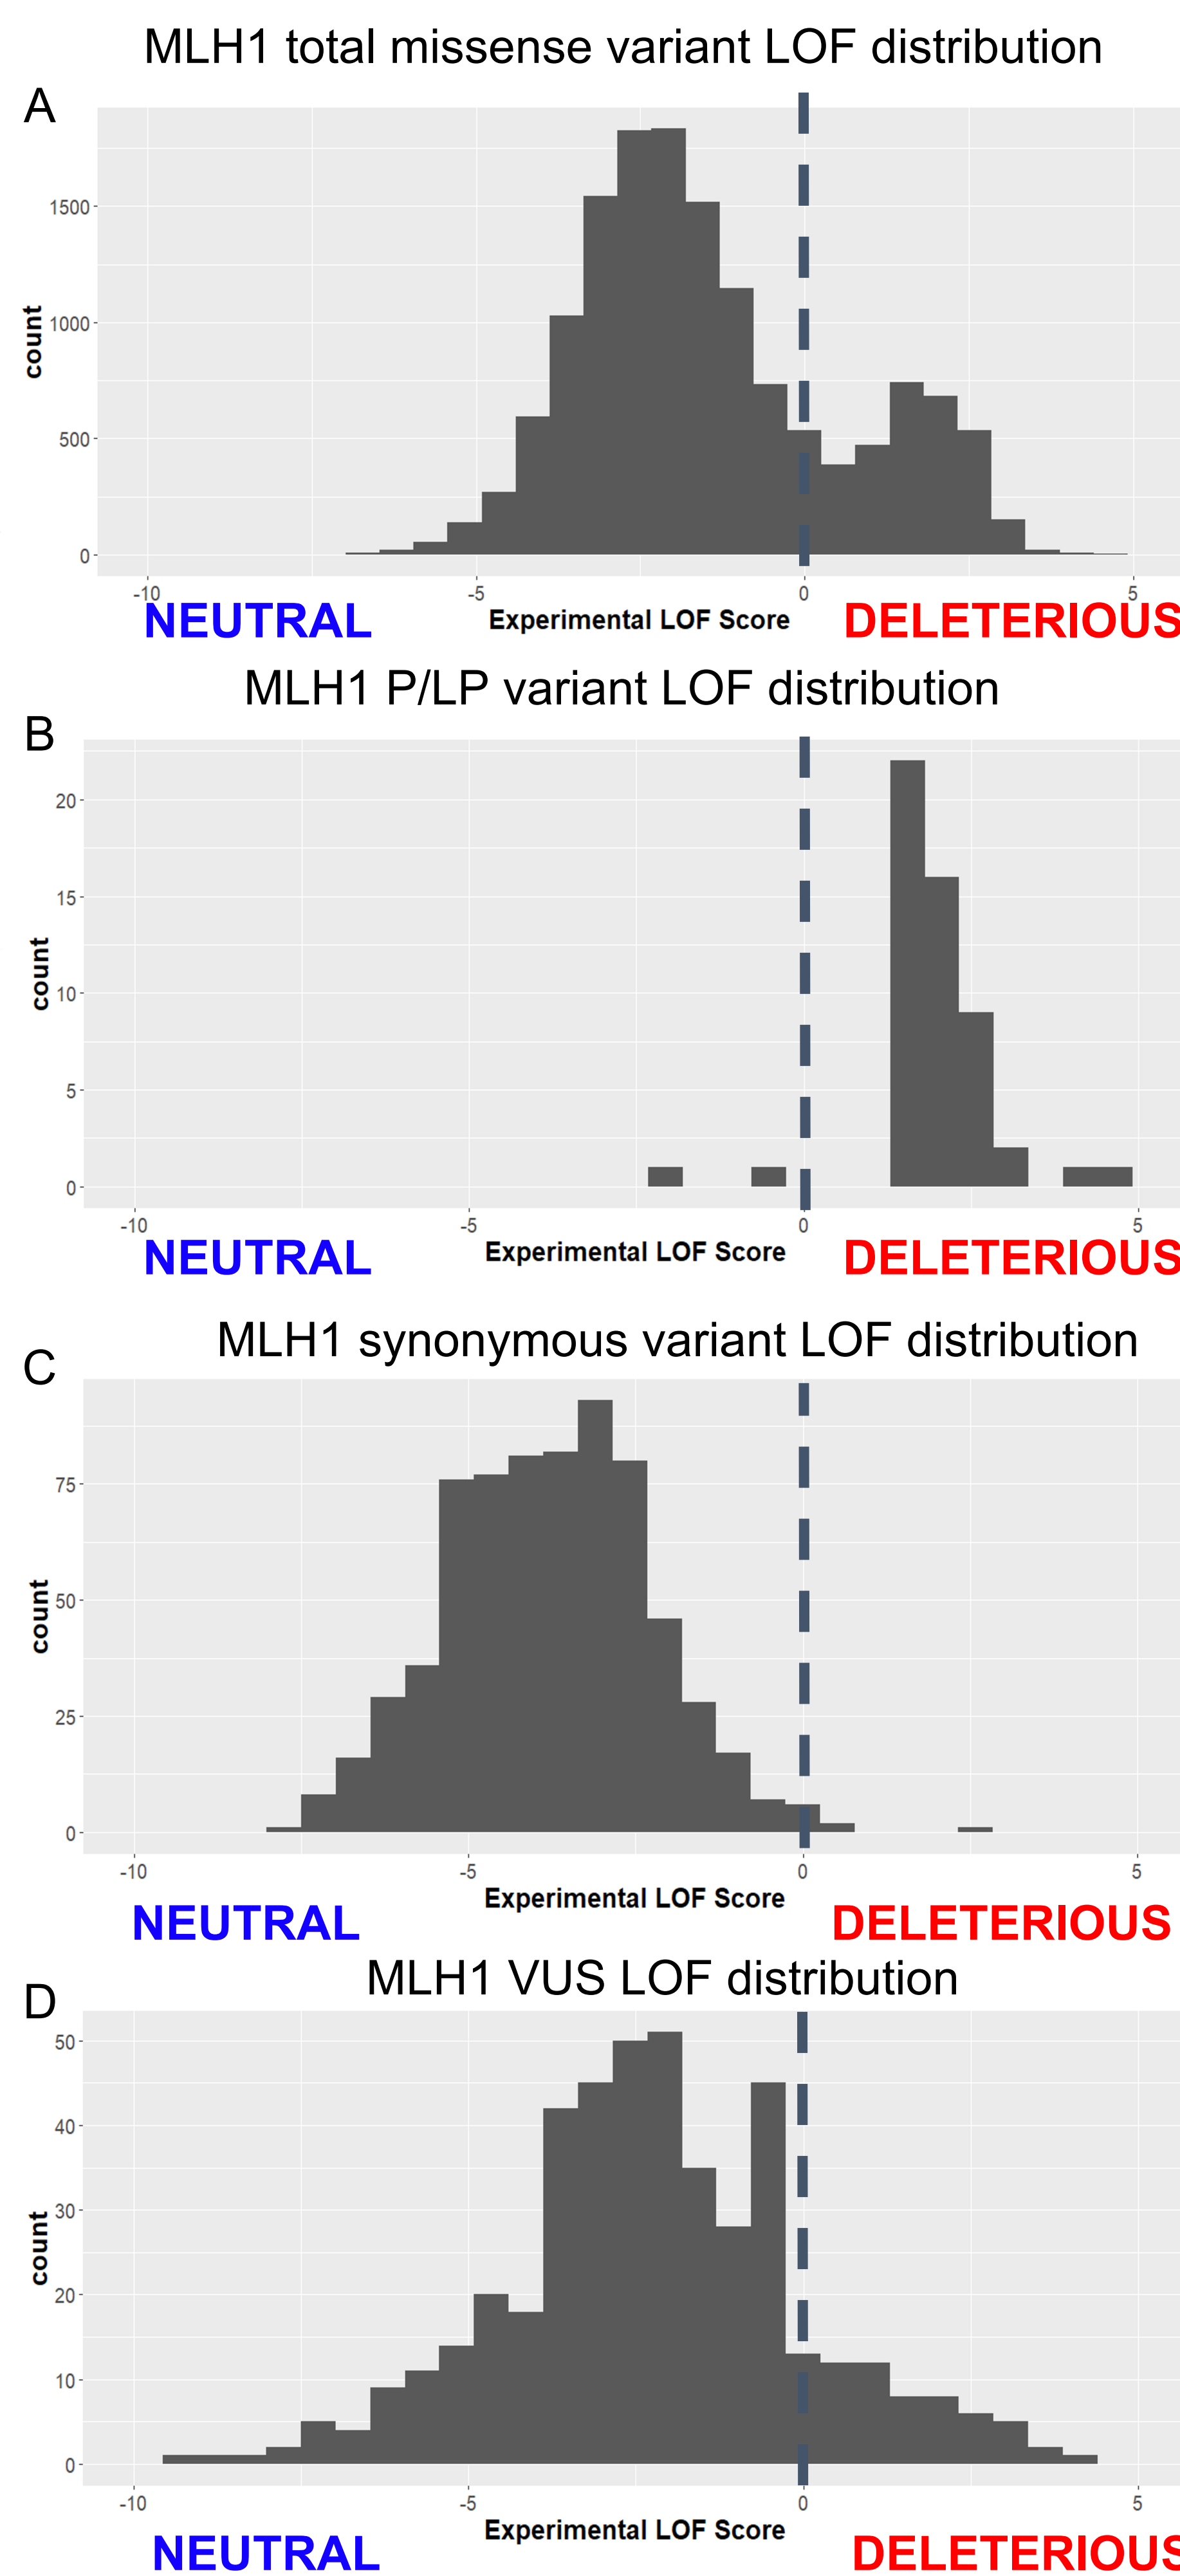 MLH1 total missense variant LOF distribution
A
1500
1000
500
0
count
-10 -5 0 5
NEUTRAL Experimental LOF Score DELETERIOUS
MLH1 P/LP variant LOF distribution
B
20
15
10
5
0
count
-10 -5 0 5
NEUTRAL Experimental LOF Score DELETERIOUS
MLH1 synonymous variant LOF distribution
C
75
50
25
0
count
-10 -5 0 5
Experimental LOF Score
NEUTRAL DELETERIOUS
MLH1 VUS LOF distribution
D
50
40
30
20
10
0
count
-10 -5 0 5
Experimental LOF Score
NEUTRAL DELETERIOUS